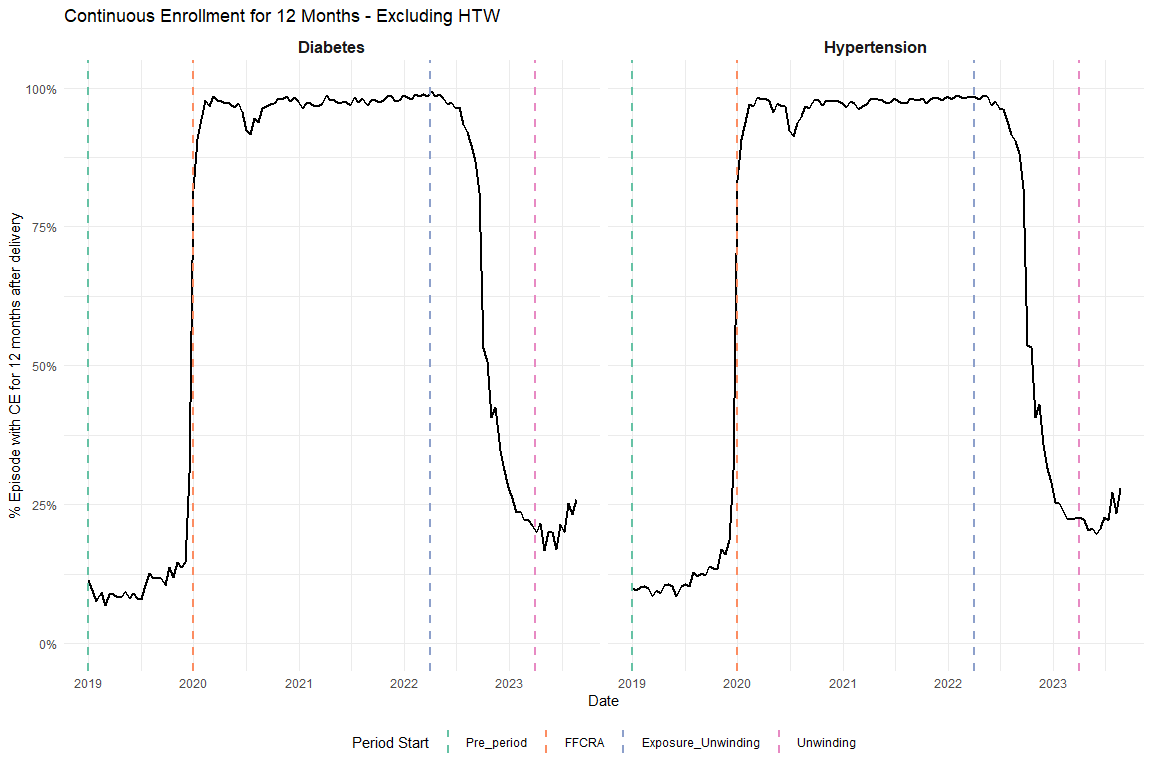 Continuous Enrollment for 12 Months - Excluding HTW
Diabetes
Hypertension
% Episode with CE for 12 months after delivery
100%
75%
50%
25%
0%
2019 2020 2021 2022 2023
2019 2020 2021 2022 2023
Date
Period Start Pre_period FFCRA Exposure_Unwinding Unwinding